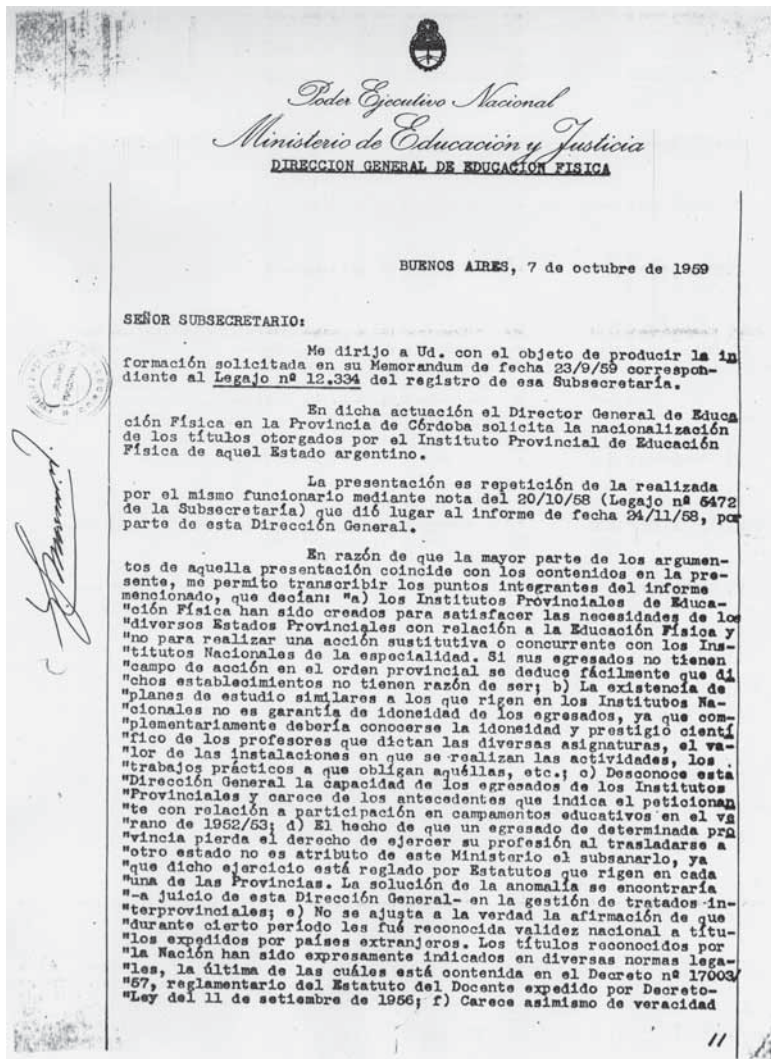 Poder Ejecutivo Nacional
Ministerio de Educación y Justicia
DIRECCION GENERAL DE EDUCACION FISICA
BUENOS AIRES, 7 de octubre de 1959
SEÑOR SUBSECRETARIO:
Me dirijo a Ud. con el objeto de producir la in
formación solicitada en su Memorandum de fecha 23/9/59 correspon-
diente al Legajo nº 12.334 del registro de esa Subsecretaría.
En dicha actuación el Director General de Educa
ción Física en la Provincia de Córdoba solicita la nacionalización
de los títulos otorgados por el Instituto Provincial de Educación
Física de aquel Estado argentino.
La presentación es repetición de la realizada
por el mismo funcionario mediante nota del 20/10/58 (Legajo nº 5472
de la Subsecretaría) que dió lugar al informe de fecha 24/11/58, por
parte de esta Dirección General.
En razón de que la mayor parte de los argumen-
tos de aquella presentación coincide con los contenidos en la pre-
sente, me permito transcribir los puntos integrantes del informe
mencionado, que decían: "a) los Institutos Provinciales de Educa-
"ción Física han sido creados para satisfacer las necesidades de los
"diversos Estados Provinciales con relación a la Educación Física y
"no para realizar una acción sustitutiva o concurrente con los Ins-
"titutos Nacionales de la especialidad. Si sus egresados no tienen
"campo de acción en el orden provincial se deduce fácilmente que di
"chos establecimientos no tienen razón de ser; b) La existencia de
"planes de estudio similares a los que rigen en los Institutos Na-
"cionales no es garantía de idoneidad de los egresados, ya que com-
"plementariamente debería conocerse la idoneidad y prestigio cientí
"fico de los profesores que dictan las diversas asignaturas, el va-
"lor de las instalaciones en que se realizan las actividades, los
"trabajos prácticos a que obligan aquéllas, etc.; c) Desconoce esta
"Dirección General la capacidad de los egresados de los Institutos
"Provinciales y carece de los antecedentes que indica el peticionan
"te con relación a participación en campamentos educativos en el ve
"rano de 1952/53; d) El hecho de que un egresado de determinada pro
"vincia pierda el derecho de ejercer su profesión al trasladarse a
"otro estado no es atributo de este Ministerio el subsanarlo, ya
"que dicho ejercicio está reglado por Estatutos que rigen en cada
"una de las Provincias. La solución de la anomalía se encontraría
"-a juicio de esta Dirección General- en la gestión de tratados in-
"terprovinciales; e) No se ajusta a la verdad la afirmación de que
"durante cierto período les fué reconocida validez nacional a títu-
"los expedidos por países extranjeros. Los títulos reconocidos por
"la Nación han sido expresamente indicados en diversas normas lega-
"les, la última de las cuáles está contenida en el Decreto nº 17003/
"57, reglamentario del Estatuto del Docente expedido por Decreto-
"Ley del 11 de setiembre de 1956; f) Carece asimismo de veracidad
11